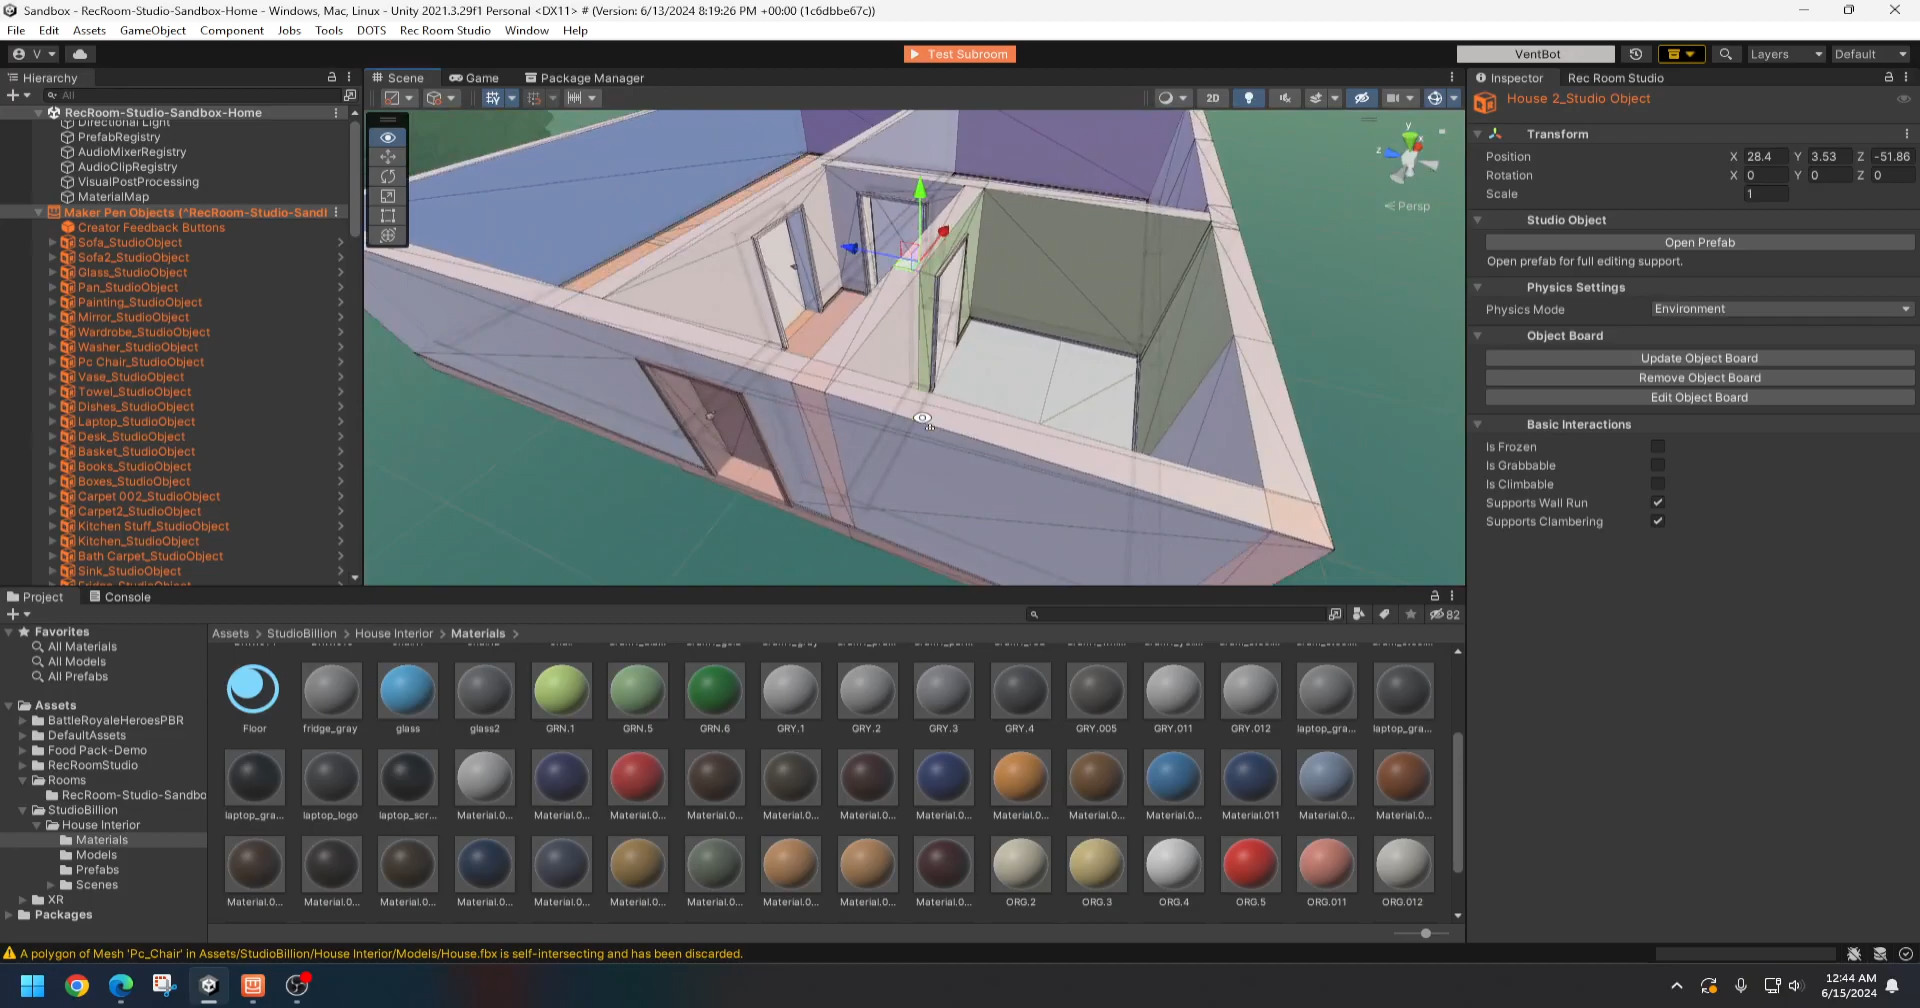 Sandbox - RecRoom-Studio-Sandbox-Home - Windows, Mac, Linux - Unity 2021.3.29f1 Personal <DX11> # (Version: 6/13/2024 8:19:26 PM +00:00 (1c6dbbe67c))
File Edit Assets GameObject Component Jobs Tools DOTS Rec Room Studio Window Help
V Test Subroom VentBot Layers Default
Hierarchy
All
RecRoom-Studio-Sandbox-Home
Directional Light
PrefabRegistry
AudioMixerRegistry
AudioClipRegistry
VisualPostProcessing
MaterialMap
Maker Pen Objects (^RecRoom-Studio-Sandl
Creator Feedback Buttons
Sofa_StudioObject
Sofa2_StudioObject
Glass_StudioObject
Pan_StudioObject
Painting_StudioObject
Mirror_StudioObject
Wardrobe_StudioObject
Washer_StudioObject
Pc Chair_StudioObject
Vase_StudioObject
Towel_StudioObject
Dishes_StudioObject
Laptop_StudioObject
Desk_StudioObject
Basket_StudioObject
Books_StudioObject
Boxes_StudioObject
Carpet 002_StudioObject
Carpet2_StudioObject
Kitchen Stuff_StudioObject
Kitchen_StudioObject
Bath Carpet_StudioObject
Sink_StudioObject
Fridge_StudioObject
Scene Game Package Manager
2D
y
x
z
Persp
Inspector Rec Room Studio
House 2_Studio Object
Transform
Position X 28.4 Y 3.53 Z -51.86
Rotation X 0 Y 0 Z 0
Scale 1
Studio Object
Open Prefab
Open prefab for full editing support.
Physics Settings
Physics Mode Environment
Object Board
Update Object Board
Remove Object Board
Edit Object Board
Basic Interactions
Is Frozen
Is Grabbable
Is Climbable
Supports Wall Run
Supports Clambering
Project Console
82
Favorites
All Materials
All Models
All Prefabs
Assets
BattleRoyaleHeroesPBR
DefaultAssets
Food Pack-Demo
RecRoomStudio
Rooms
RecRoom-Studio-Sandbo
StudioBillion
House Interior
Materials
Models
Prefabs
Scenes
XR
Packages
Assets > StudioBillion > House Interior > Materials >
Floor fridge_gray glass glass2 GRN.1 GRN.5 GRN.6 GRY.1 GRY.2 GRY.3 GRY.4 GRY.005 GRY.011 GRY.012 laptop_gra... laptop_gra...
laptop_gra... laptop_logo laptop_scr... Material.0... Material.0... Material.0... Material.0... Material.0... Material.0... Material.0... Material.0... Material.0... Material.0... Material.011 Material.0... Material.0...
Material.0... Material.0... Material.0... Material.0... Material.0... Material.0... Material.0... Material.0... Material.0... Material.0... ORG.2 ORG.3 ORG.4 ORG.5 ORG.011 ORG.012
A polygon of Mesh 'Pc_Chair' in Assets/StudioBillion/House Interior/Models/House.fbx is self-intersecting and has been discarded.
12:44 AM
6/15/2024